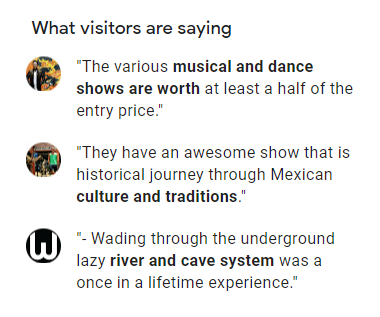 What visitors are saying
"The various musical and dance
shows are worth at least a half of the
entry price."
"They have an awesome show that is
historical journey through Mexican
culture and traditions."
"- Wading through the underground
lazy river and cave system was a
once in a lifetime experience."